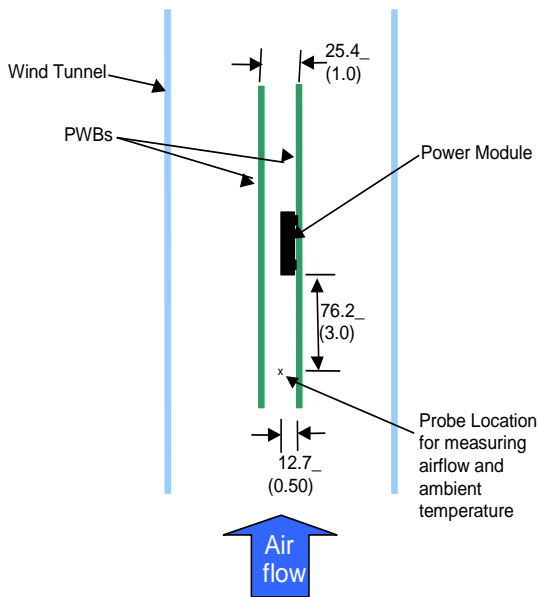 25.4_
(1.0)
Wind Tunnel
PWBs
Power Module
76.2_
(3.0)
x
Probe Location
for measuring
airflow and
ambient
temperature
12.7_
(0.50)
Air
flow